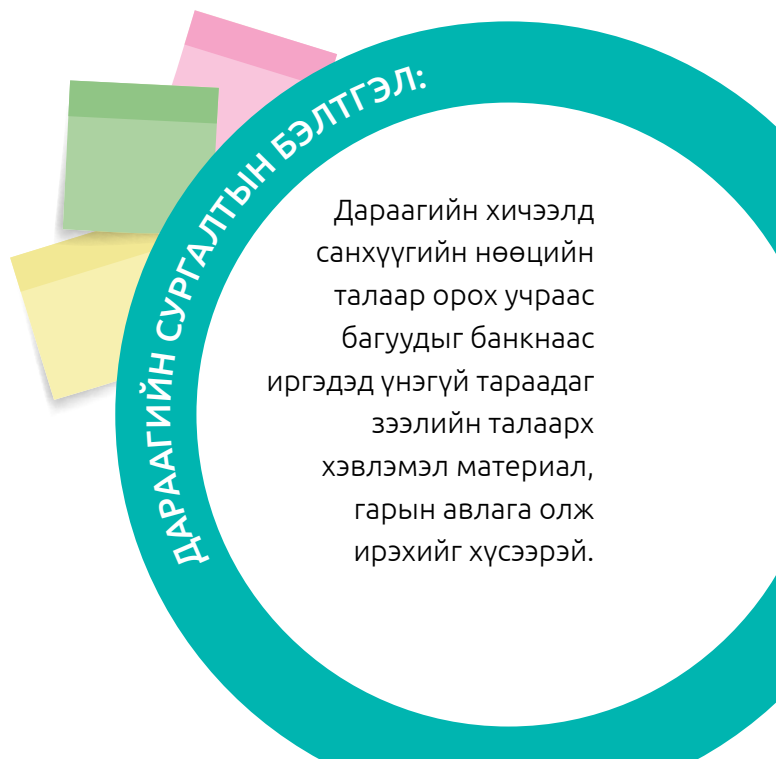 ДАРААГИЙН СУРГАЛТЫН БЭЛТГЭЛ:
Дараагийн хичээлд
санхүүгийн нөөцийн
талаар орох учраас
багуудыг банкнаас
иргэдэд үнэгүй тараадаг
зээлийн талаарх
хэвлэмэл материал,
гарын авлага олж
ирэхийг хүсээрэй.